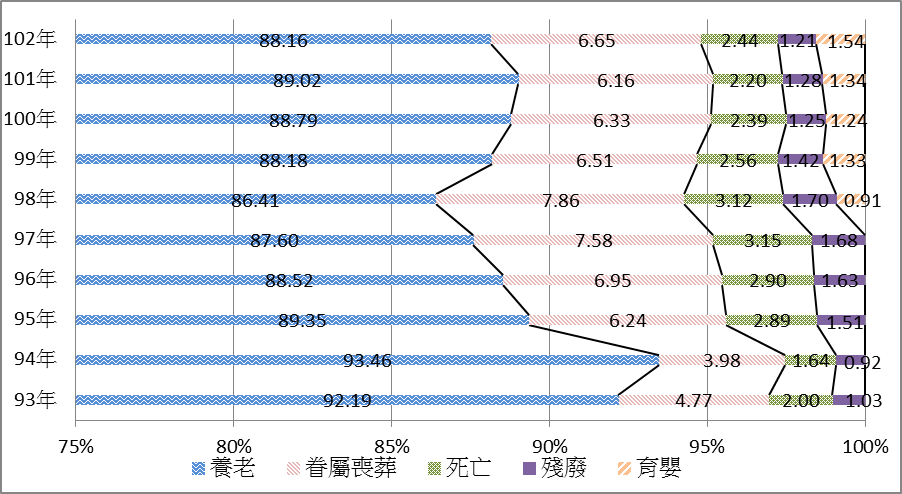 102年 88.16 6.65 2.44 1.21 1.54
101年 89.02 6.16 2.20 1.28 1.34
100年 88.79 6.33 2.39 1.25 1.24
99年 88.18 6.51 2.56 1.42 1.33
98年 86.41 7.86 3.12 1.70 0.91
97年 87.60 7.58 3.15 1.68
96年 88.52 6.95 2.90 1.63
95年 89.35 6.24 2.89 1.51
94年 93.46 3.98 1.64 0.92
93年 92.19 4.77 2.00 1.03
75% 80% 85% 90% 95% 100%
養老 眷屬喪葬 死亡 殘廢 育嬰